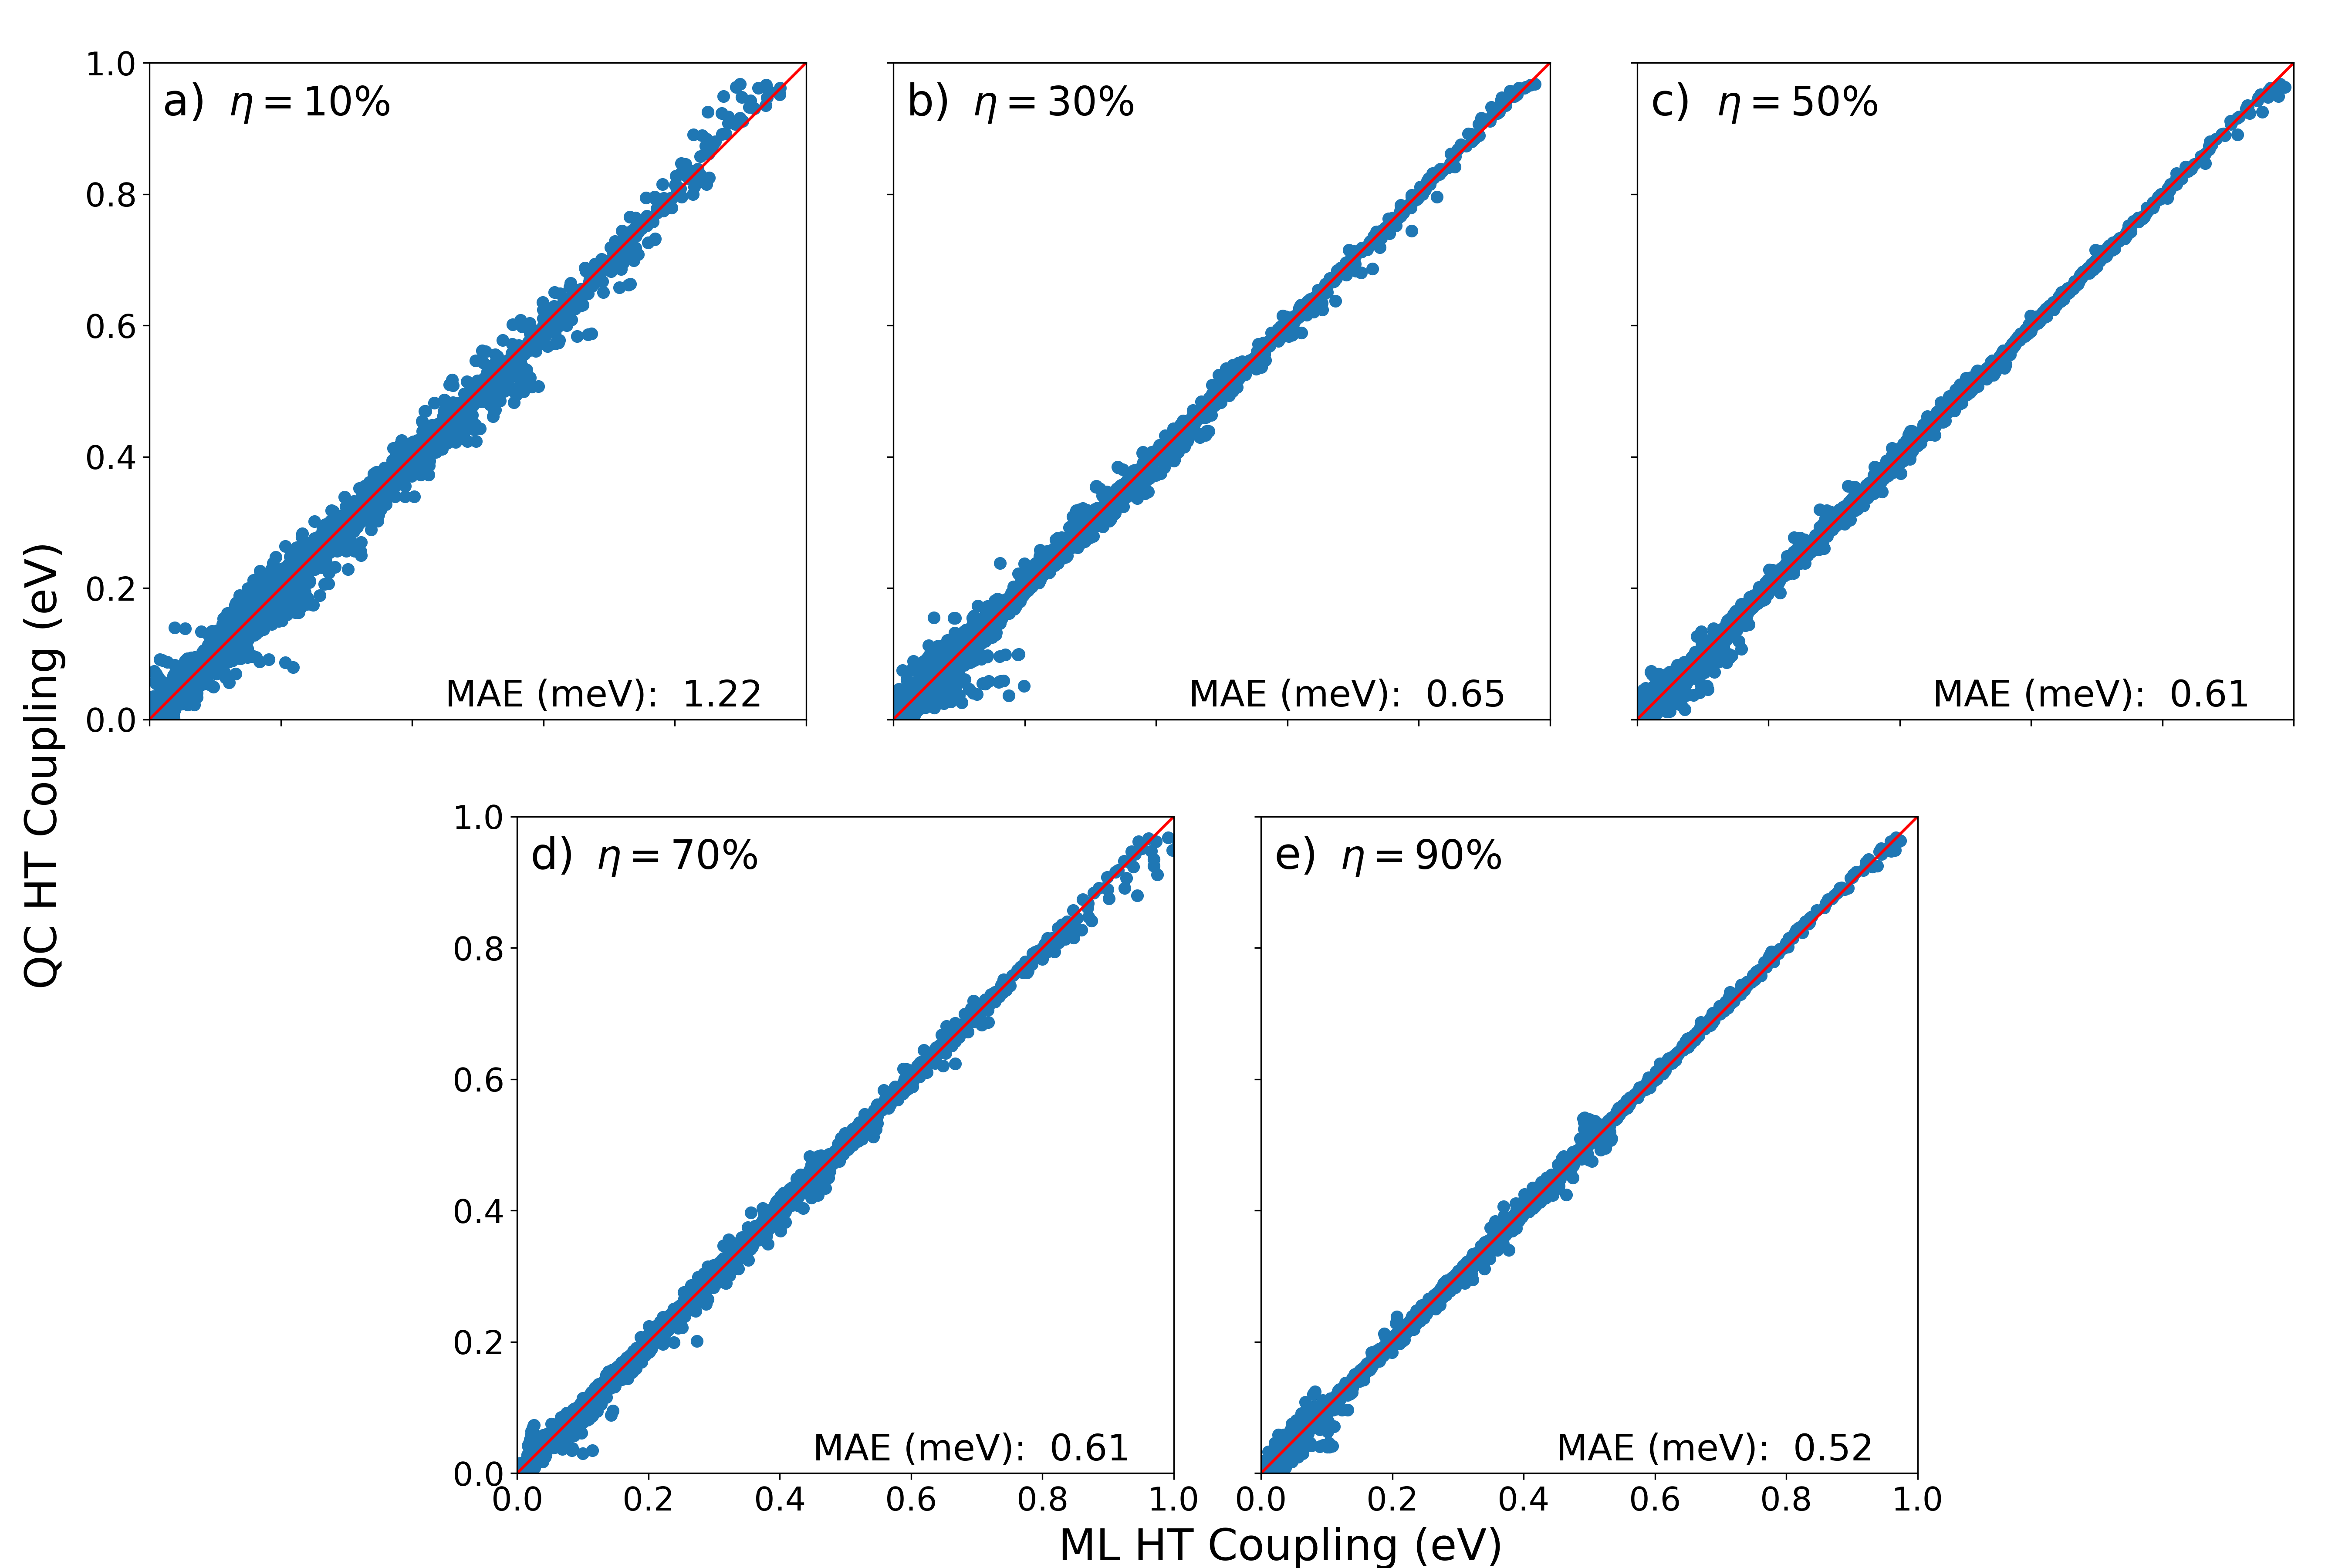 QC HT Coupling (eV)
1.0
0.8
0.6
0.4
0.2
0.0
a) η = 10%
MAE (meV): 1.22
b) η = 30%
MAE (meV): 0.65
c) η = 50%
MAE (meV): 0.61
1.0
0.8
0.6
0.4
0.2
0.0
d) η = 70%
MAE (meV): 0.61
e) η = 90%
MAE (meV): 0.52
0.0 0.2 0.4 0.6 0.8 1.0
0.0 0.2 0.4 0.6 0.8 1.0
ML HT Coupling (eV)